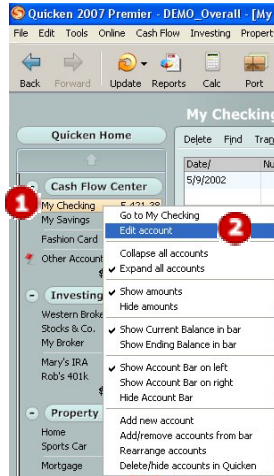 Quicken 2007 Premier - DEMO_Overall - [My
File Edit Tools Online Cash Flow Investing Propert
Back Forward Update Reports Calc Port
My Checking
Quicken Home
Delete Find
Date/
5/9/2002
Cash Flow Center
1
My Checking 5,421.38
My Savings
Fashion Card
Other Account
Go to My Checking
Edit account
2
Collapse all accounts
Expand all accounts
Show amounts
Hide amounts
Show Current Balance in bar
Show Ending Balance in bar
Show Account Bar on left
Show Account Bar on right
Hide Account Bar
Add new account
Add/remove accounts from bar
Rearrange accounts
Delete/hide accounts in Quicken
Investing
Western Broke
Stocks & Co.
My Broker
Mary's IRA
Rob's 401k
Property
Home
Sports Car
Mortgage